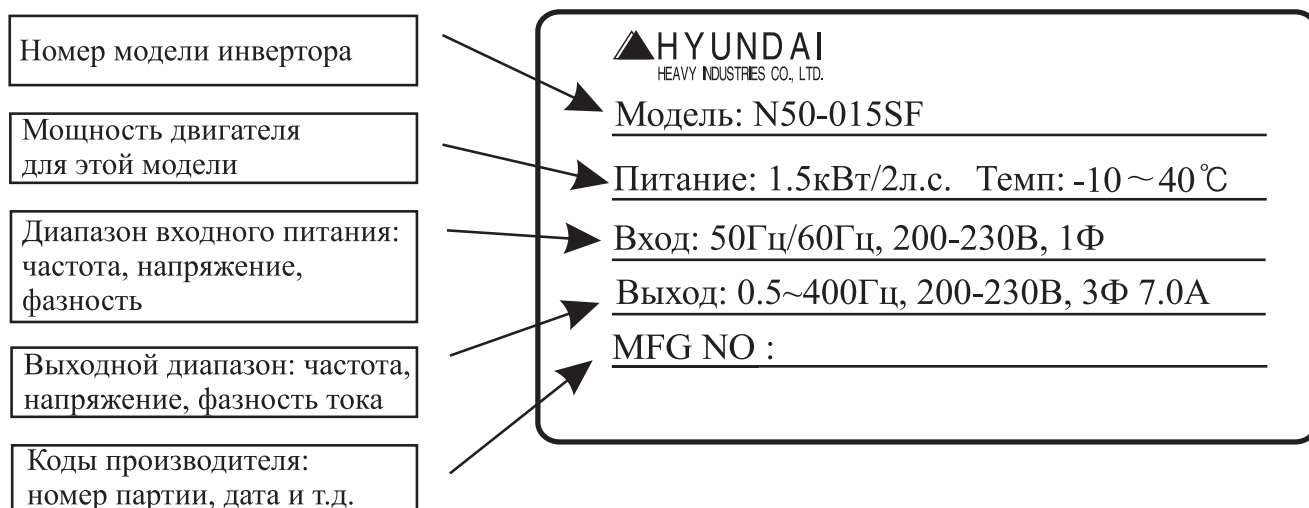 Номер модели инвертора
Мощность двигателя
для этой модели
Диапазон входного питания:
частота, напряжение,
фазность
Выходной диапазон: частота,
напряжение, фазность тока
Коды производителя:
номер партии, дата и т.д.
HYUNDAI
HEAVY INDUSTRIES CO., LTD.
Модель: N50-015SF
Питание: 1.5кВт/2л.с. Темп: -10～40℃
Вход: 50Гц/60Гц, 200-230В, 1Ф
Выход: 0.5~400Гц, 200-230В, 3Ф 7.0А
MFG NO :